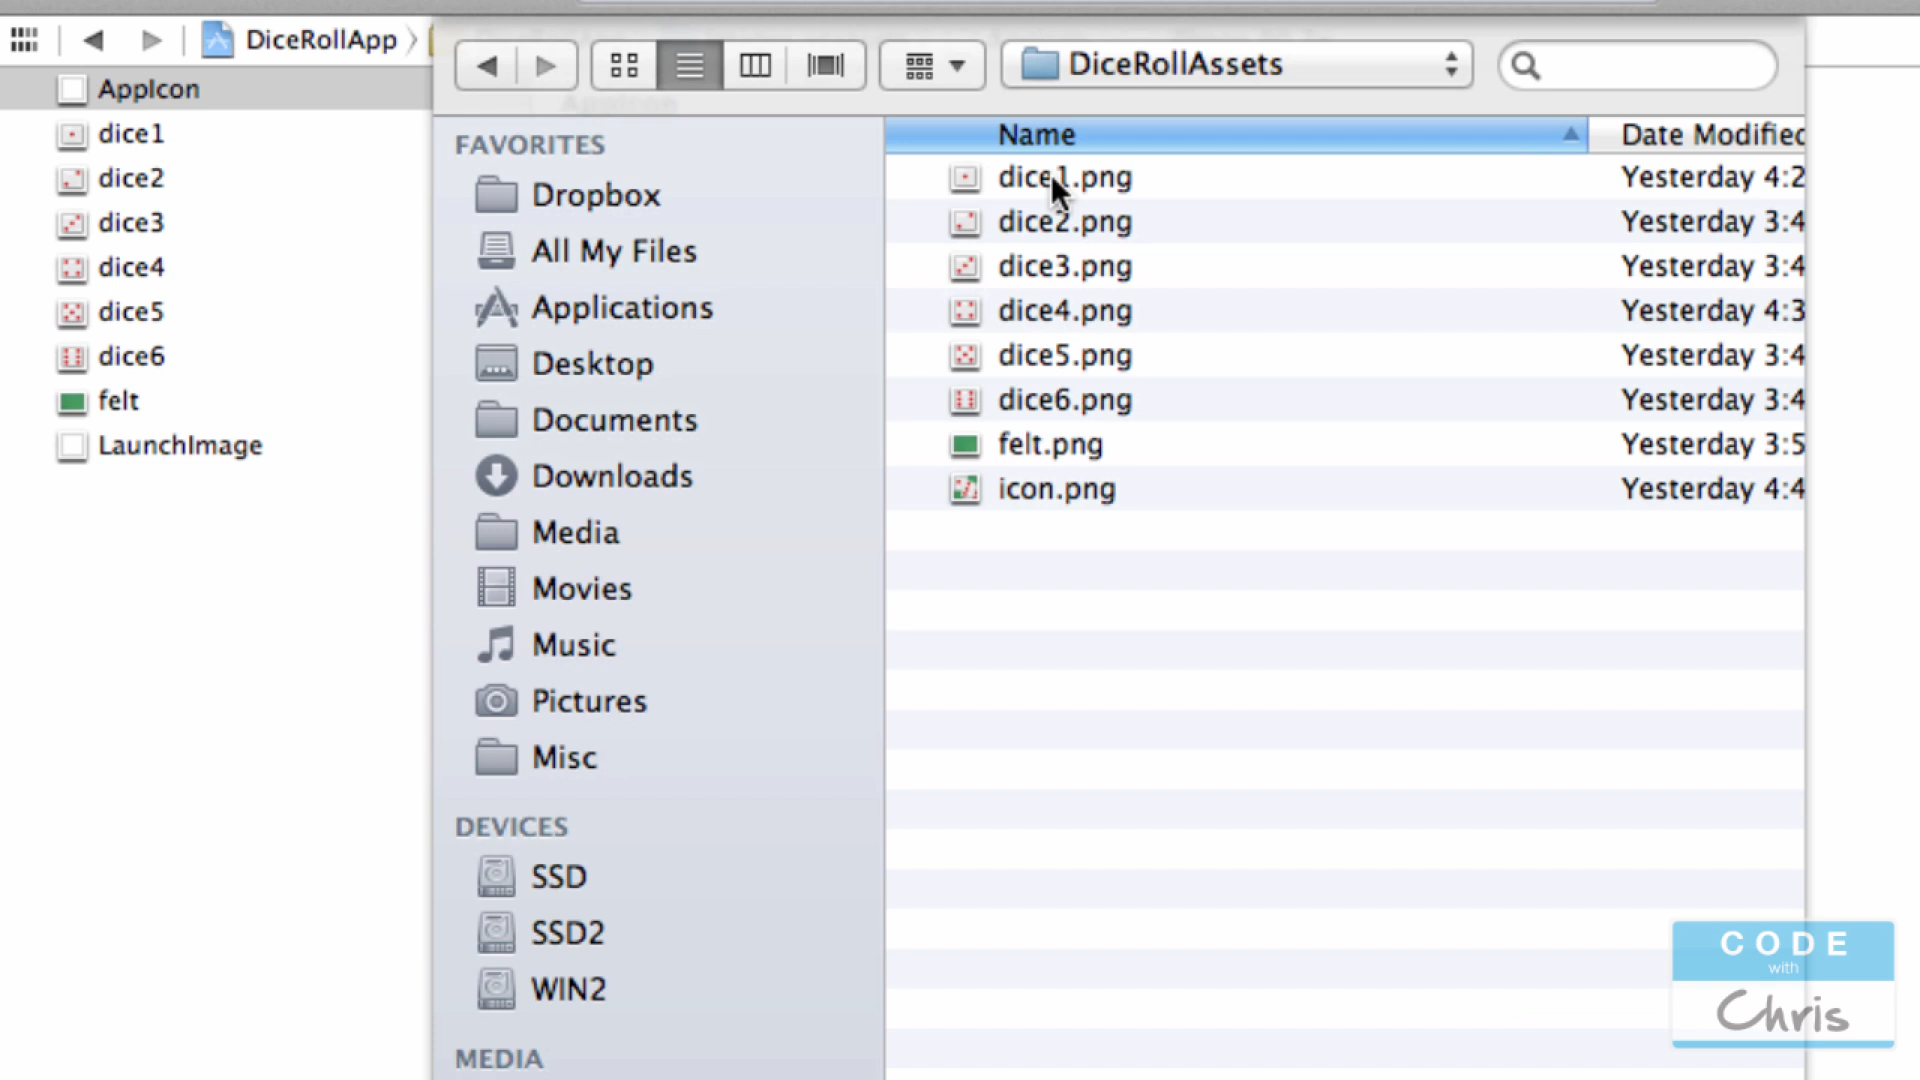 DiceRollApp
AppIcon
dice1
dice2
dice3
dice4
dice5
dice6
felt
LaunchImage
DiceRollAssets
AppIcon
FAVORITES
Dropbox
All My Files
Applications
Desktop
Documents
Downloads
Media
Movies
Music
Pictures
Misc
DEVICES
SSD
SSD2
WIN2
MEDIA
Name Date Modified
dice1.png Yesterday 4:2
dice2.png Yesterday 3:4
dice3.png Yesterday 3:4
dice4.png Yesterday 4:3
dice5.png Yesterday 3:4
dice6.png Yesterday 3:4
felt.png Yesterday 3:5
icon.png Yesterday 4:4
CODE
with
Chris